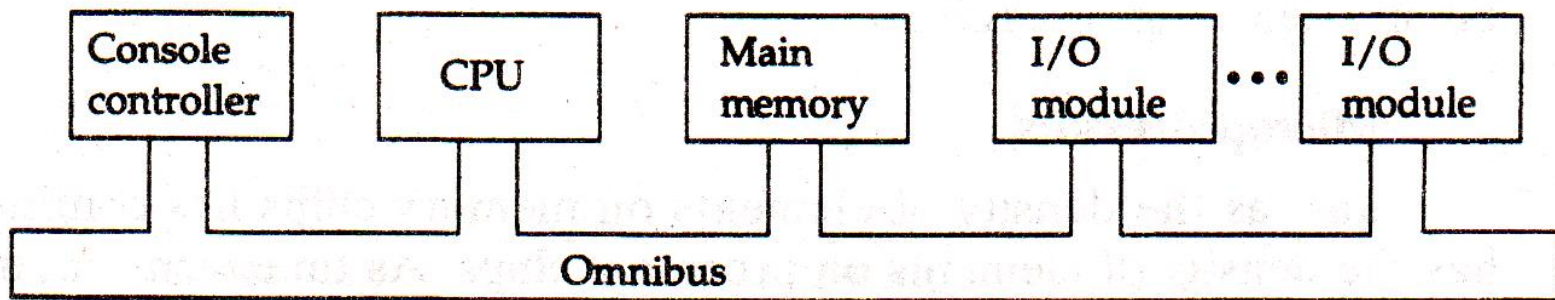 Console
controller
CPU
Main
memory
I/O
module
•••
I/O
module
Omnibus